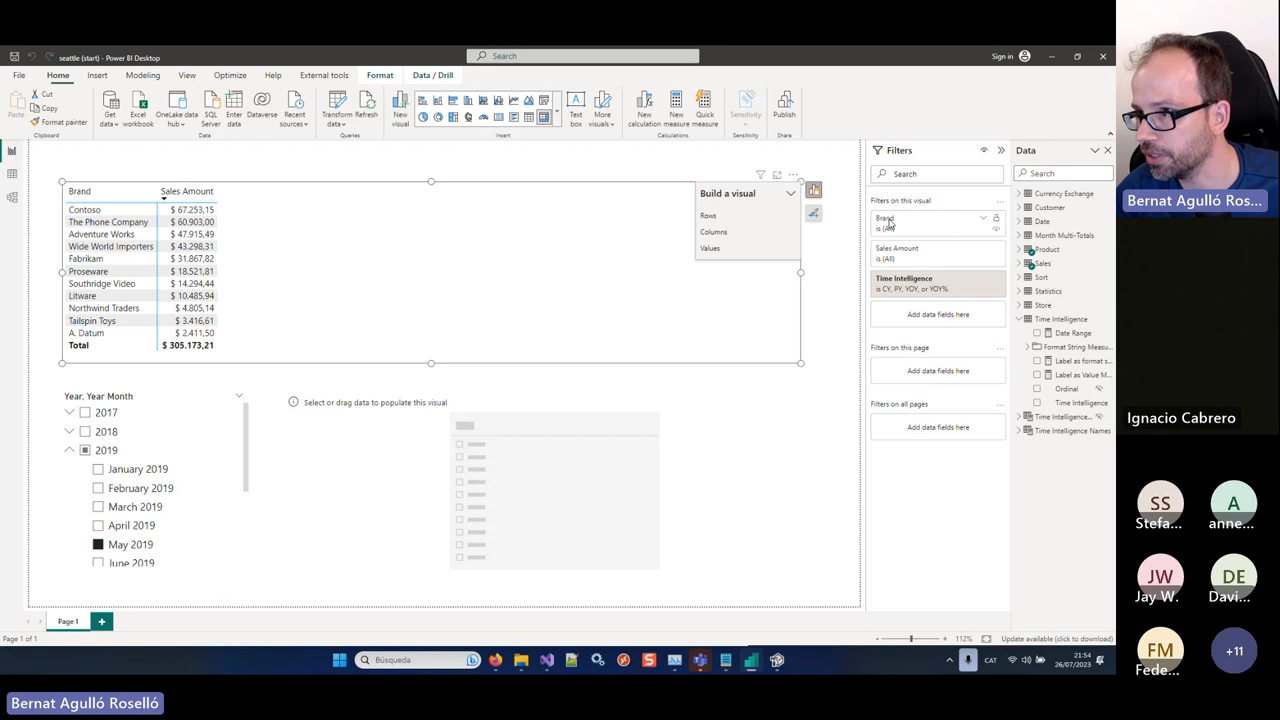 seattle (start) - Power BI Desktop
Search
Sign in
File Home Insert Modeling View Optimize Help External tools Format Data / Drill
Paste
Cut
Copy
Format painter
Clipboard
Get data
Excel workbook
OneLake data hub
SQL Server
Enter data
Dataverse
Recent sources
Data
Transform data
Refresh
Queries
New visual
Text box
More visuals
Insert
New calculation
New measure
Quick measure
Calculations
Sensitivity
Sensitivity
Publish
Share
Brand Sales Amount
Contoso $ 67.253,15
The Phone Company $ 60.903,00
Adventure Works $ 47.915,49
Wide World Importers $ 43.298,31
Fabrikam $ 31.867,82
Proseware $ 18.521,81
Southridge Video $ 14.294,44
Litware $ 10.485,94
Northwind Traders $ 4.805,14
Tailspin Toys $ 3.416,61
A. Datum $ 2.411,50
Total $ 305.173,21
Build a visual
Rows
Columns
Values
Year, Year Month
2017
2018
2019
January 2019
February 2019
March 2019
April 2019
May 2019
June 2019
Select or drag data to populate this visual
Filters
Search
Filters on this visual
Brand
is (All)
Sales Amount
is (All)
Time Intelligence
is CY, PY, YOY, or YOY%
Add data fields here
Filters on this page
Add data fields here
Filters on all pages
Add data fields here
Data
Search
Currency Exchange
Customer
Date
Month Multi-Totals
Product
Sales
Sort
Statistics
Store
Time Intelligence
Date Range
Format String Measu...
Label as format s...
Label as Value M...
Ordinal
Time Intelligence
Time Intelligence...
Time Intelligence Names
Page 1
Page 1 of 1
112%
Update available (click to download)
Búsqueda
CAT
21:54
26/07/2023
Bernat Agulló Ros...
Ignacio Cabrero
SS
Stefa...
A
anne...
JW
Jay W.
DE
Davi...
FM
Fede...
+11
Bernat Agulló Roselló